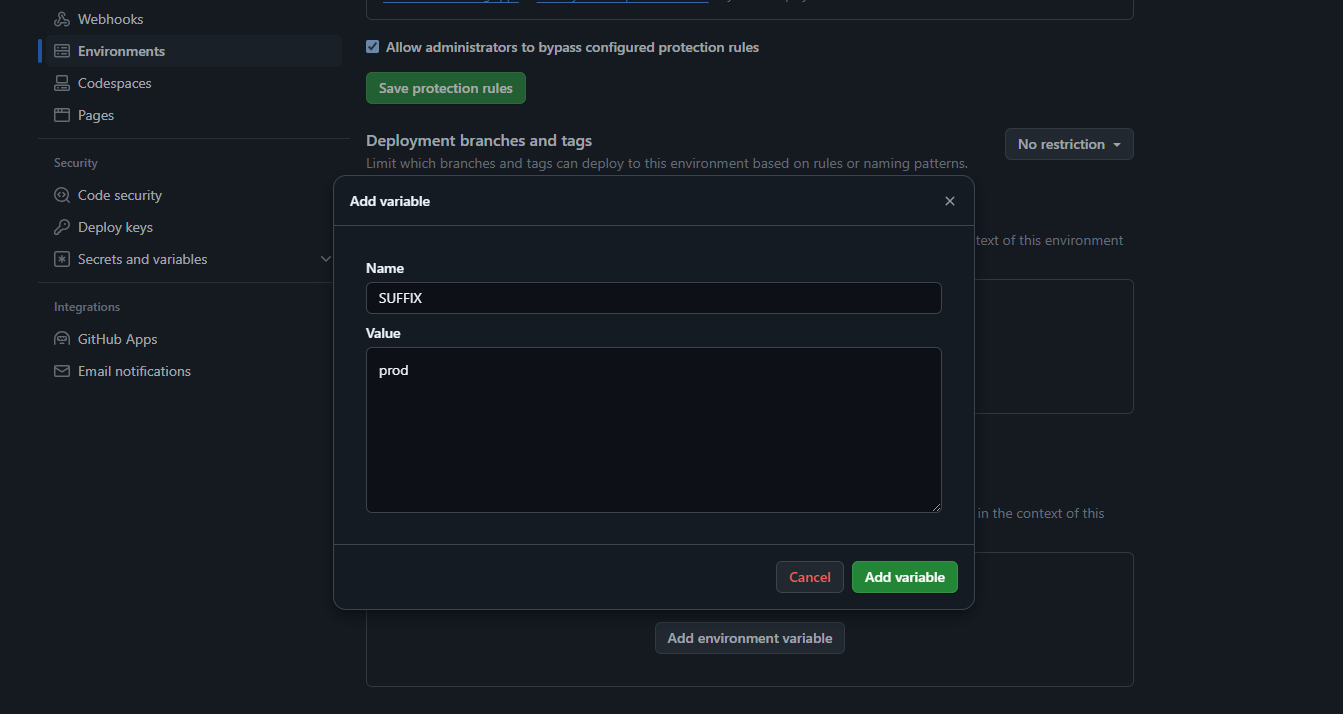 Webhooks
Environments
Codespaces
Pages
Security
Code security
Deploy keys
Secrets and variables
Integrations
GitHub Apps
Email notifications
Allow administrators to bypass configured protection rules
Save protection rules
Deployment branches and tags
No restriction
Limit which branches and tags can deploy to this environment based on rules or naming patterns.
text of this environment
in the context of this
Add environment variable
Add variable
Name
SUFFIX
Value
prod
Cancel
Add variable